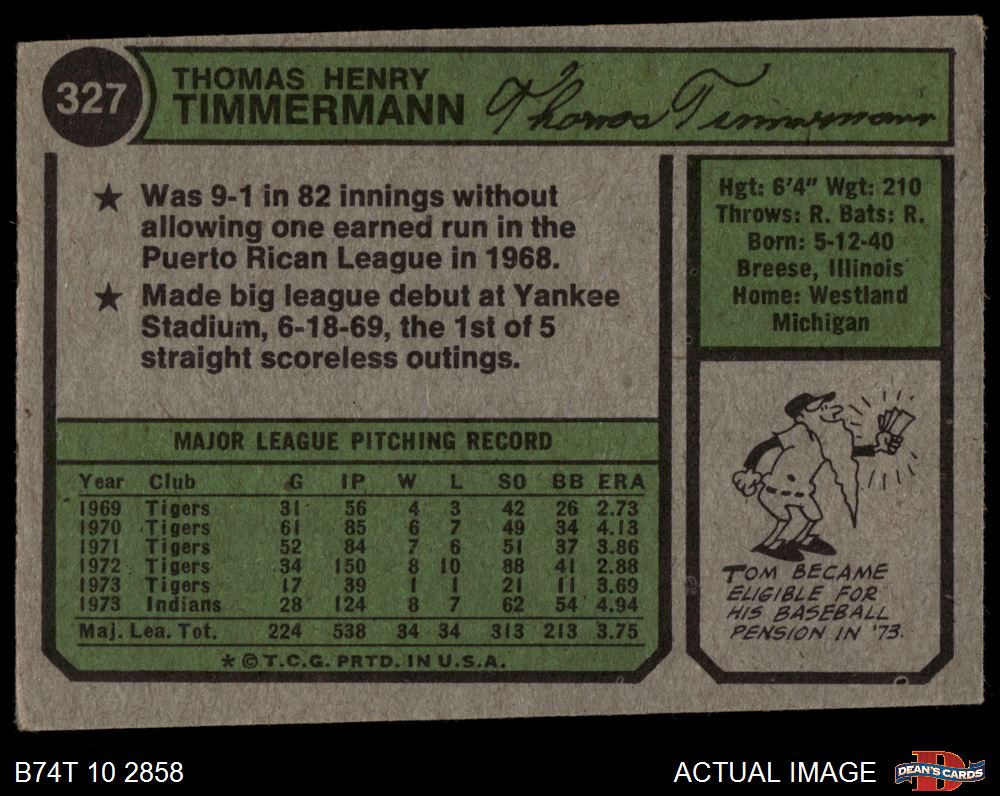 327
THOMAS HENRY
TIMMERMANN
Thomas Timmermann
★ Was 9-1 in 82 innings without
allowing one earned run in the
Puerto Rican League in 1968.
★ Made big league debut at Yankee
Stadium, 6-18-69, the 1st of 5
straight scoreless outings.
Hgt: 6'4" Wgt: 210
Throws: R. Bats: R.
Born: 5-12-40
Breese, Illinois
Home: Westland
Michigan
MAJOR LEAGUE PITCHING RECORD
Year Club G IP W L SO BB ERA
1969 Tigers 31 56 4 3 42 26 2.73
1970 Tigers 61 85 6 7 49 34 4.13
1971 Tigers 52 84 7 6 51 37 3.86
1972 Tigers 34 150 8 10 88 41 2.88
1973 Tigers 17 39 1 1 21 11 3.69
1973 Indians 28 124 8 7 62 54 4.94
Maj. Lea. Tot. 224 538 34 34 313 213 3.75
* © T.C.G. PRTD. IN U.S.A.
TOM BECAME
ELIGIBLE FOR
HIS BASEBALL
PENSION IN '73.
B74T 10 2858
ACTUAL IMAGE
DEAN'S CARDS